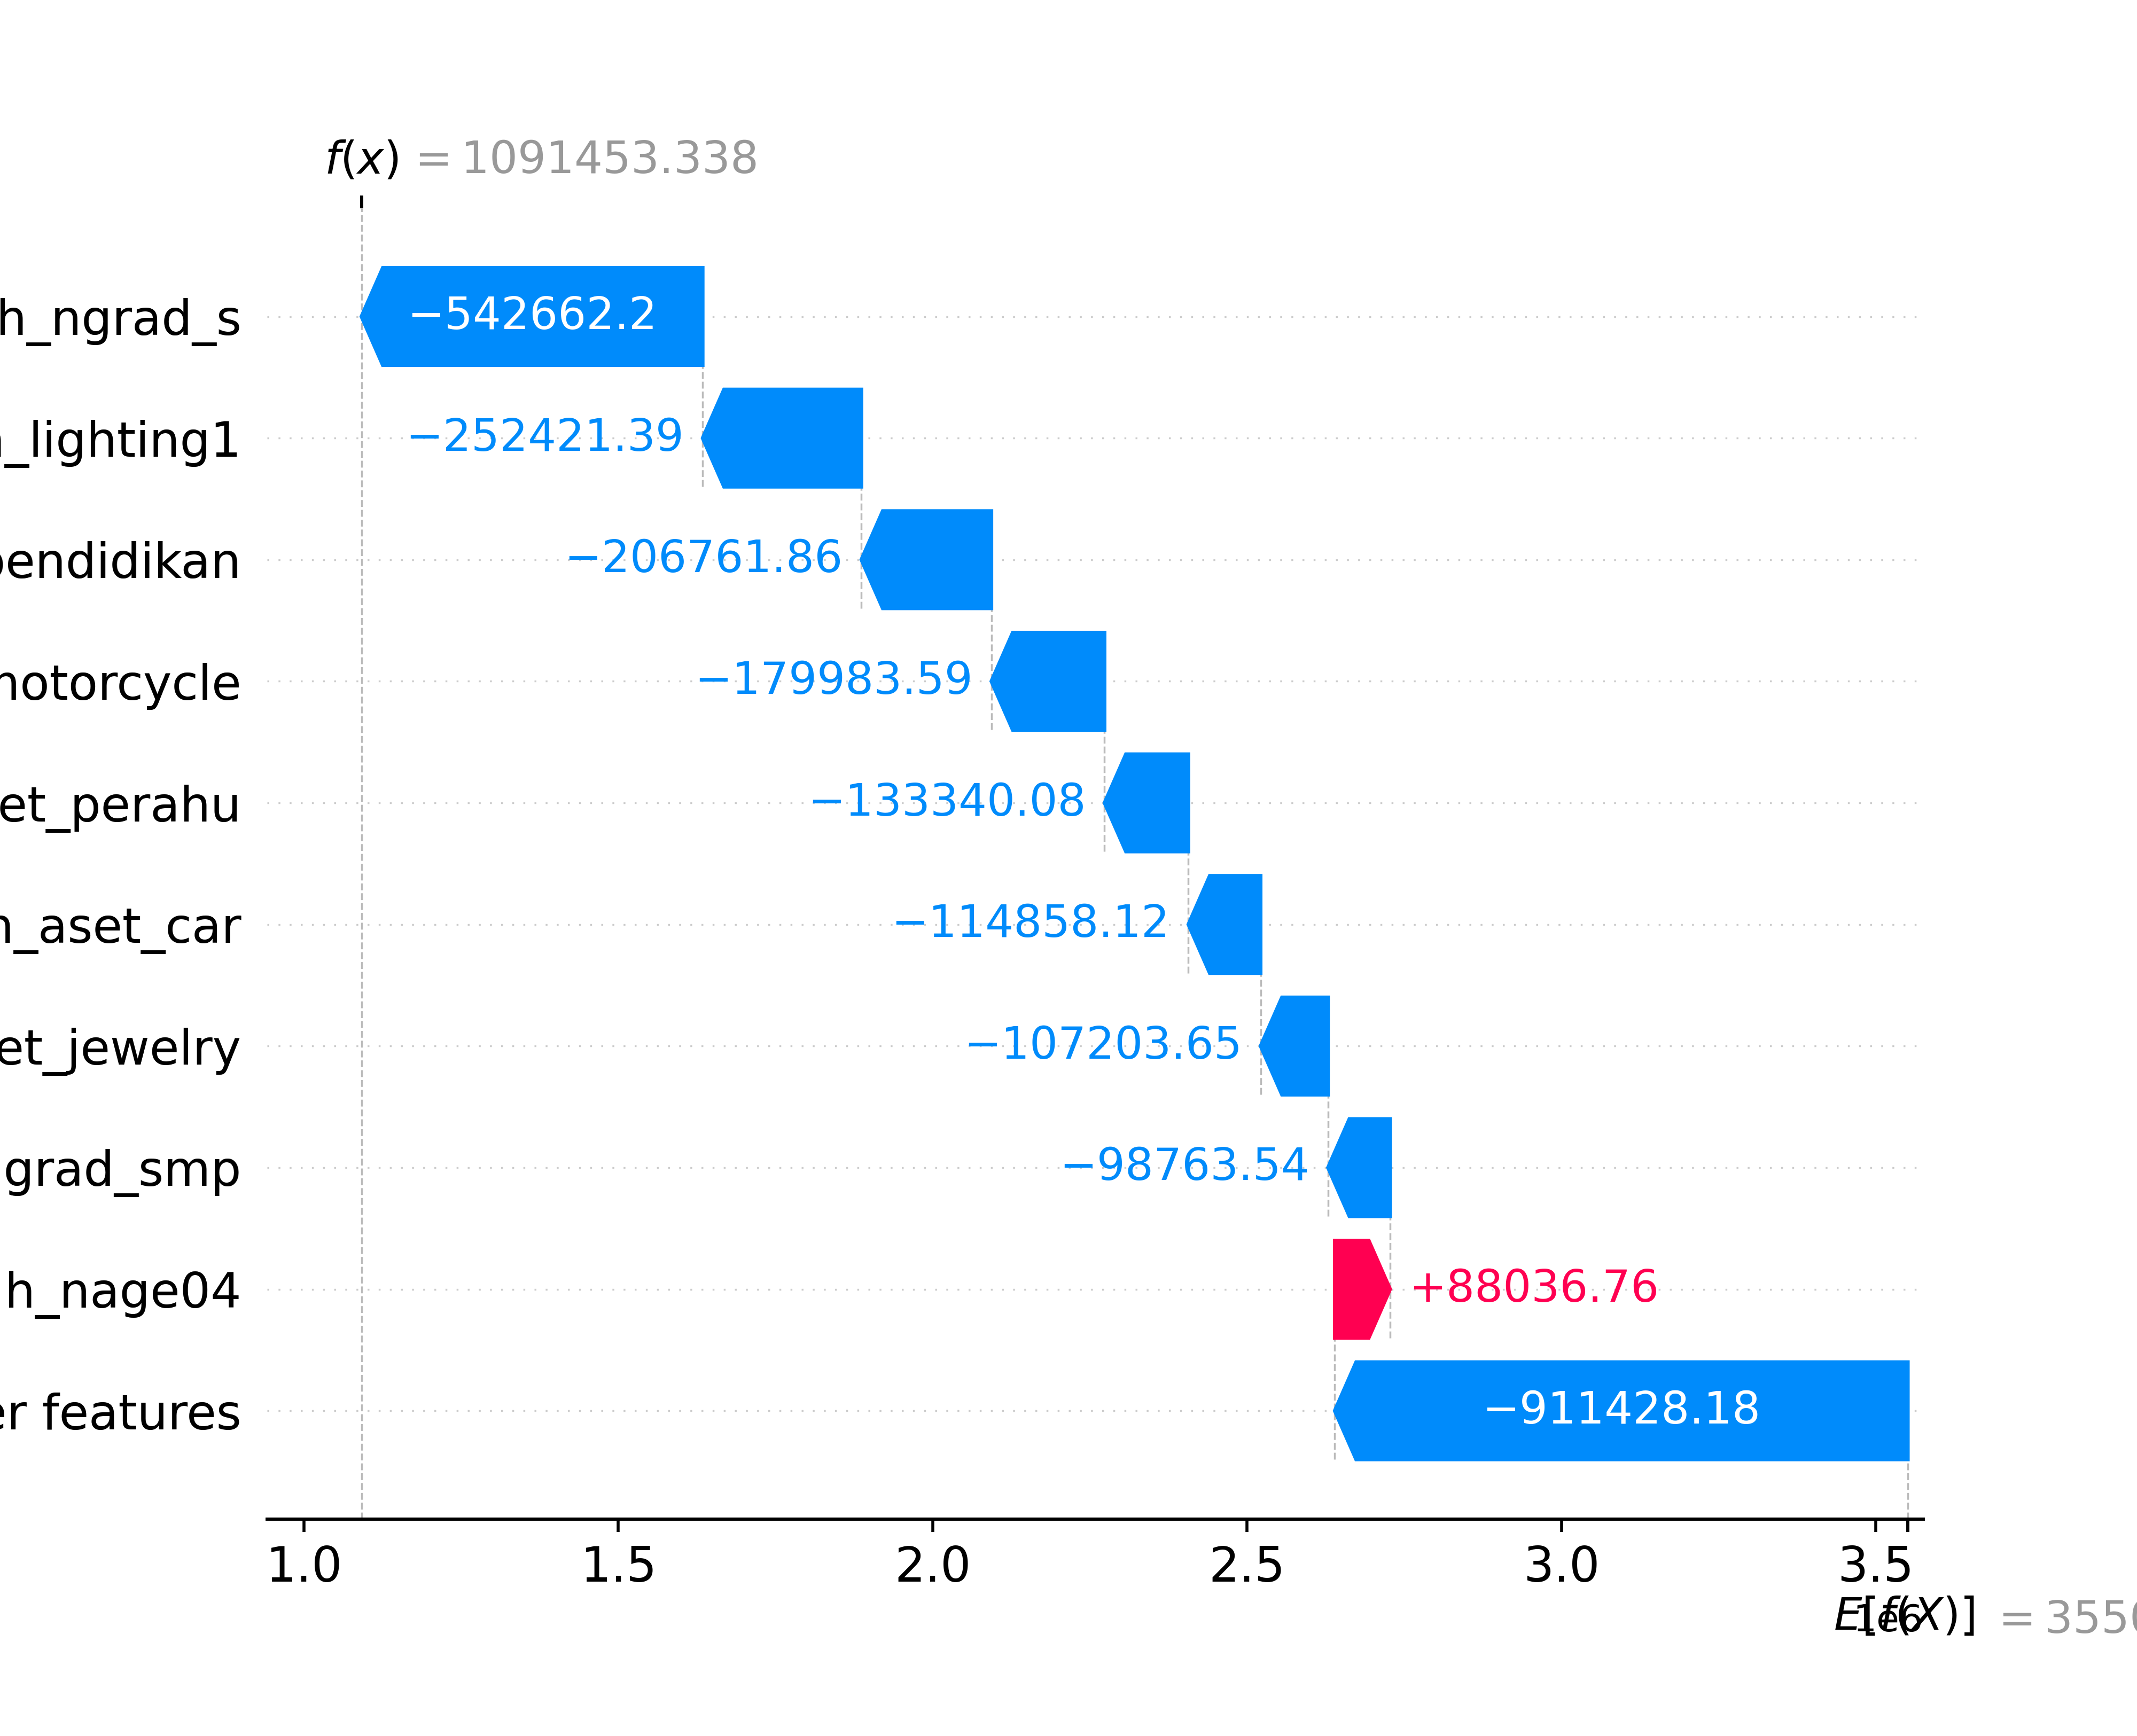 f(x) = 1091453.338
h_ngrad_s −542662.2
_lighting1 −252421.39
pendidikan −206761.86
motorcycle −179983.59
et_perahu −133340.08
_aset_car −114858.12
et_jewelry −107203.65
grad_smp −98763.54
h_nage04 +88036.76
er features −911428.18
1.0 1.5 2.0 2.5 3.0 3.5
1e6
E[f(X)] = 3550